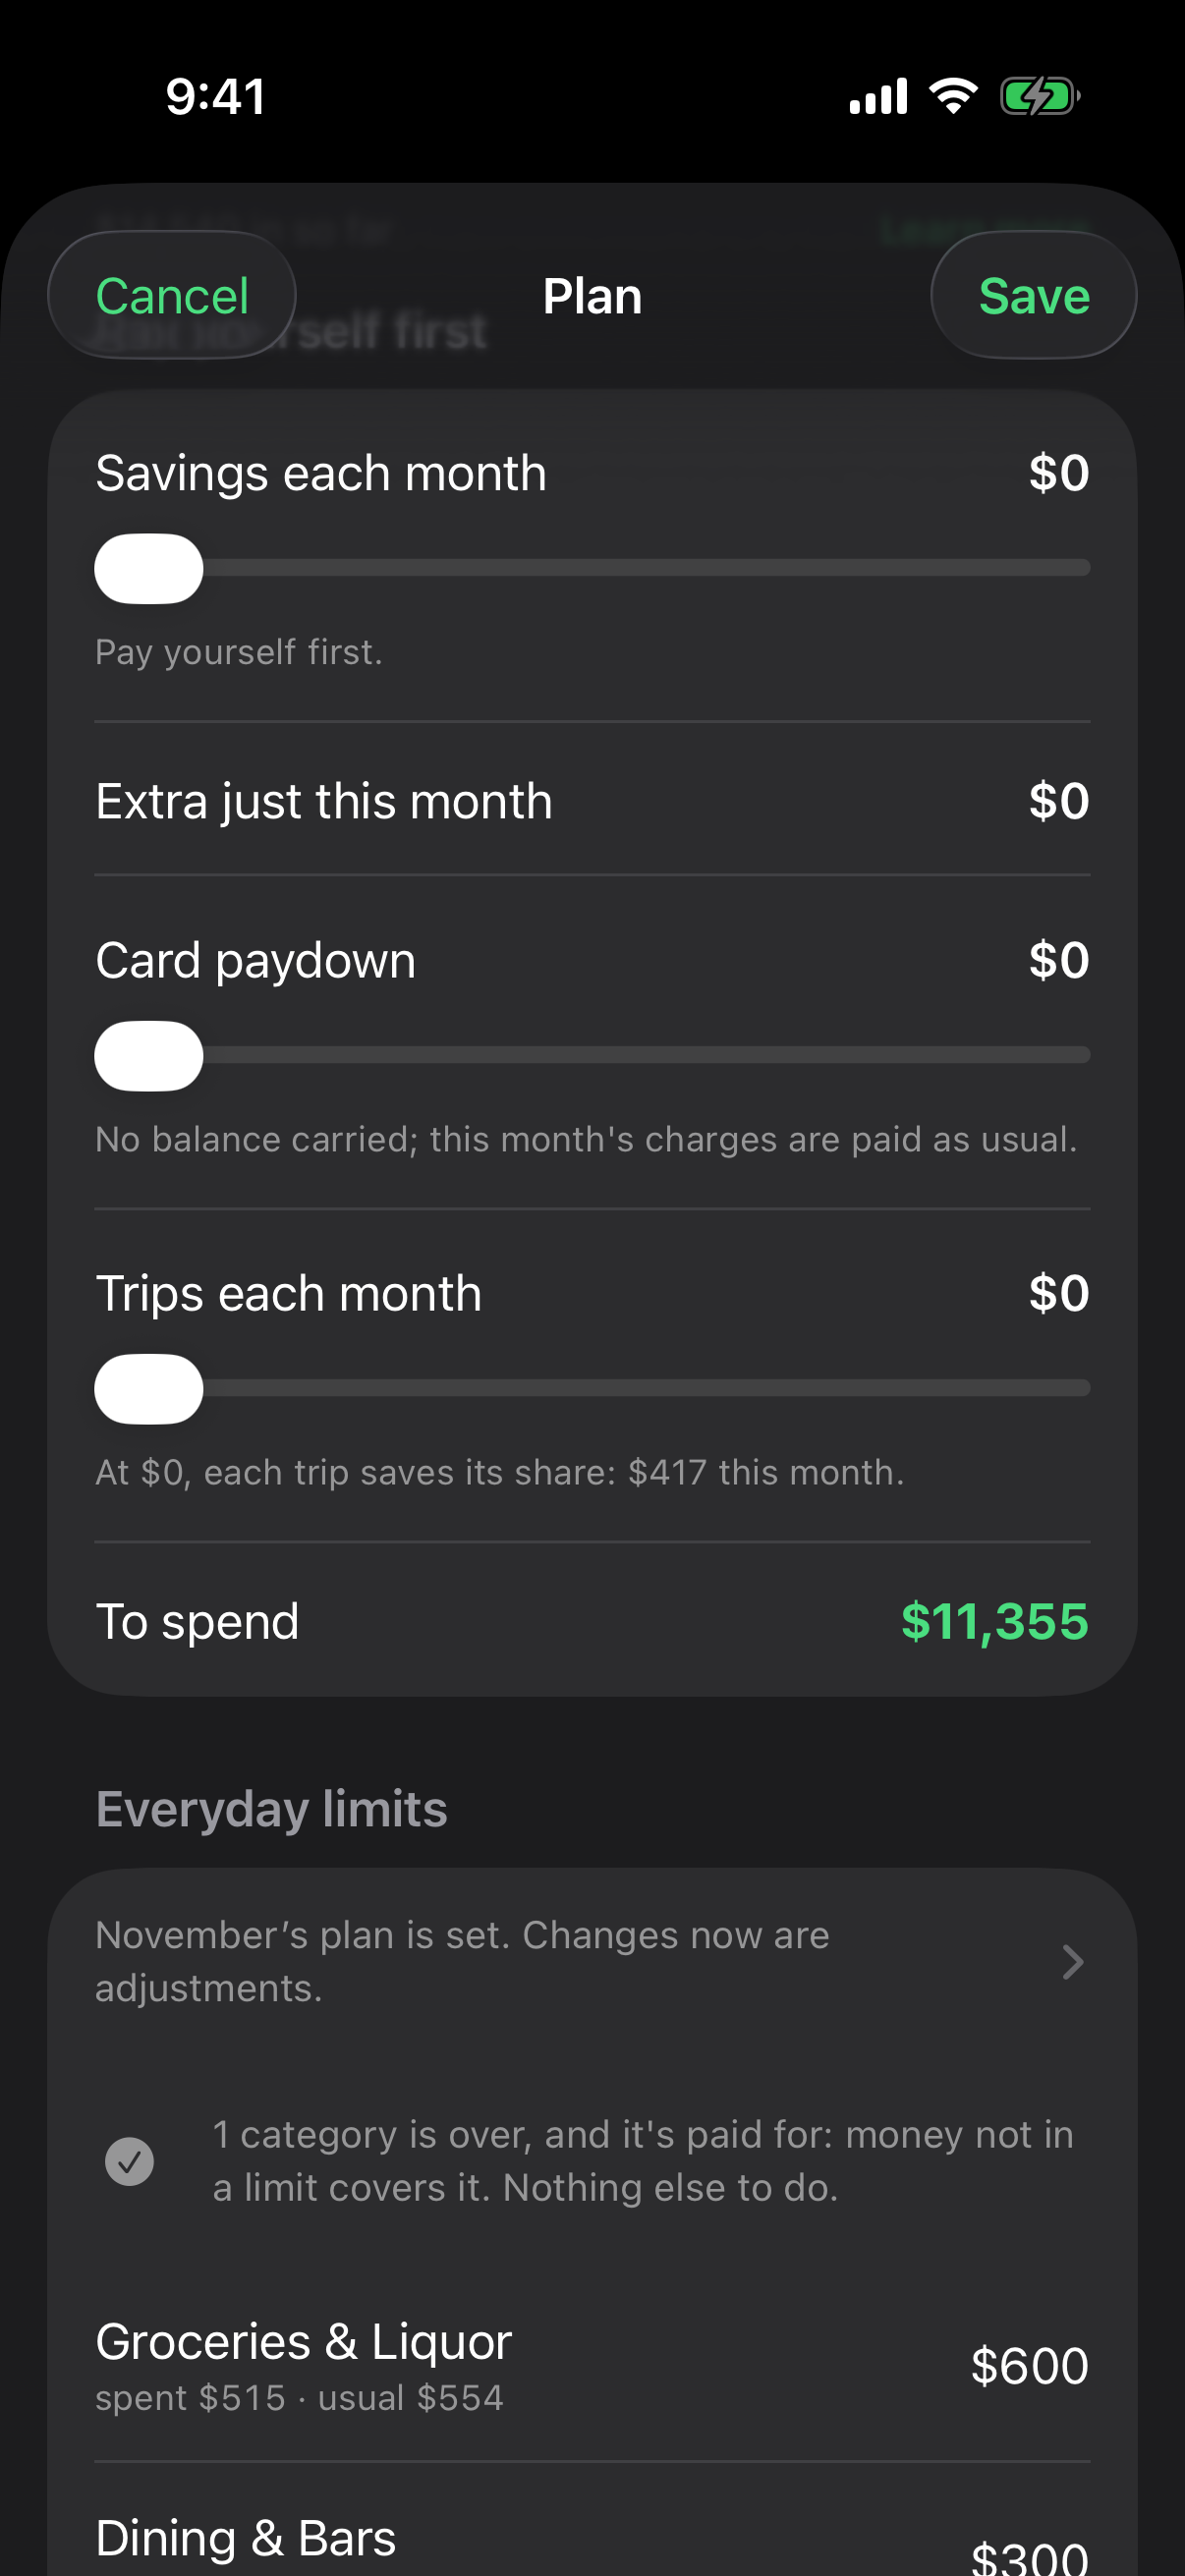 9:41
Learn more
Cancel
Plan
Save
rself first
Savings each month
$0
Pay yourself first.
Extra just this month
$0
Card paydown
$0
No balance carried; this month's charges are paid as usual.
Trips each month
$0
At $0, each trip saves its share: $417 this month.
To spend
$11,355
Everyday limits
November’s plan is set. Changes now are
adjustments.
1 category is over, and it's paid for: money not in
a limit covers it. Nothing else to do.
Groceries & Liquor
$600
spent $515 · usual $554
Dining & Bars
$300